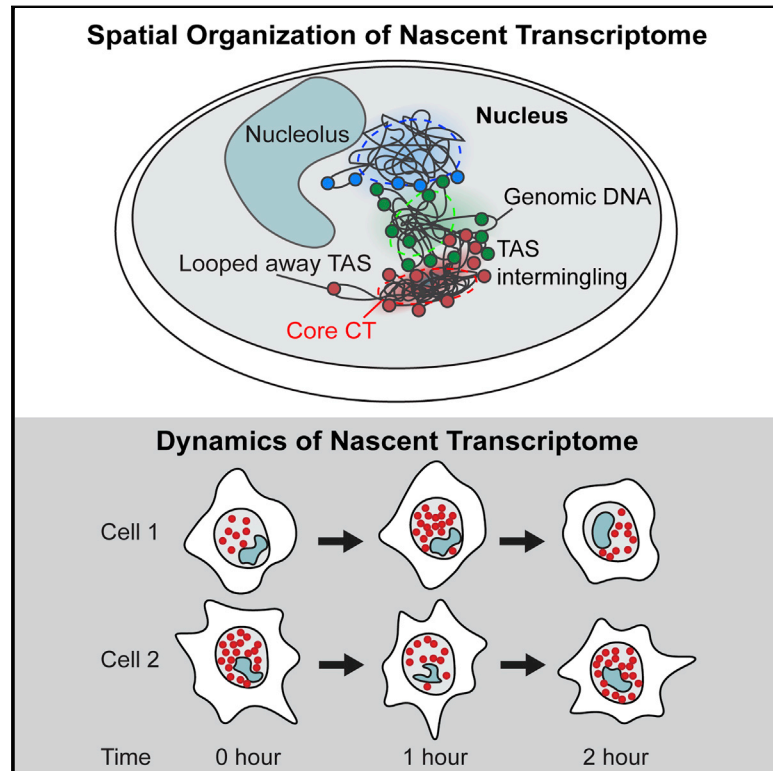 Spatial Organization of Nascent Transcriptome
Nucleolus
Nucleus
Genomic DNA
Looped away TAS
TAS
intermingling
Core CT
Dynamics of Nascent Transcriptome
Cell 1
Cell 2
Time 0 hour 1 hour 2 hour